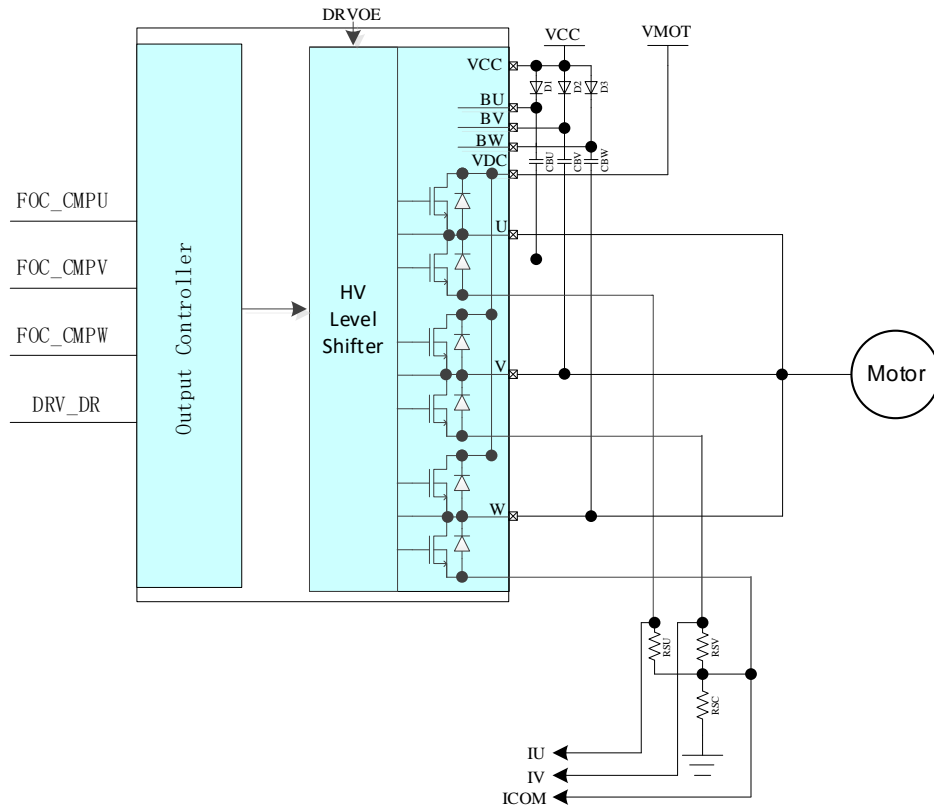 DRVOE
VCC
VMOT
VCC
D1
D2
D3
BU
BV
BW
VDC
CBU
CBV
CBW
FOC_CMPU
FOC_CMPV
FOC_CMPW
DRV_DR
Output Controller
HV
Level
Shifter
U
V
W
Motor
RSU
RSV
RSC
IU
IV
ICOM